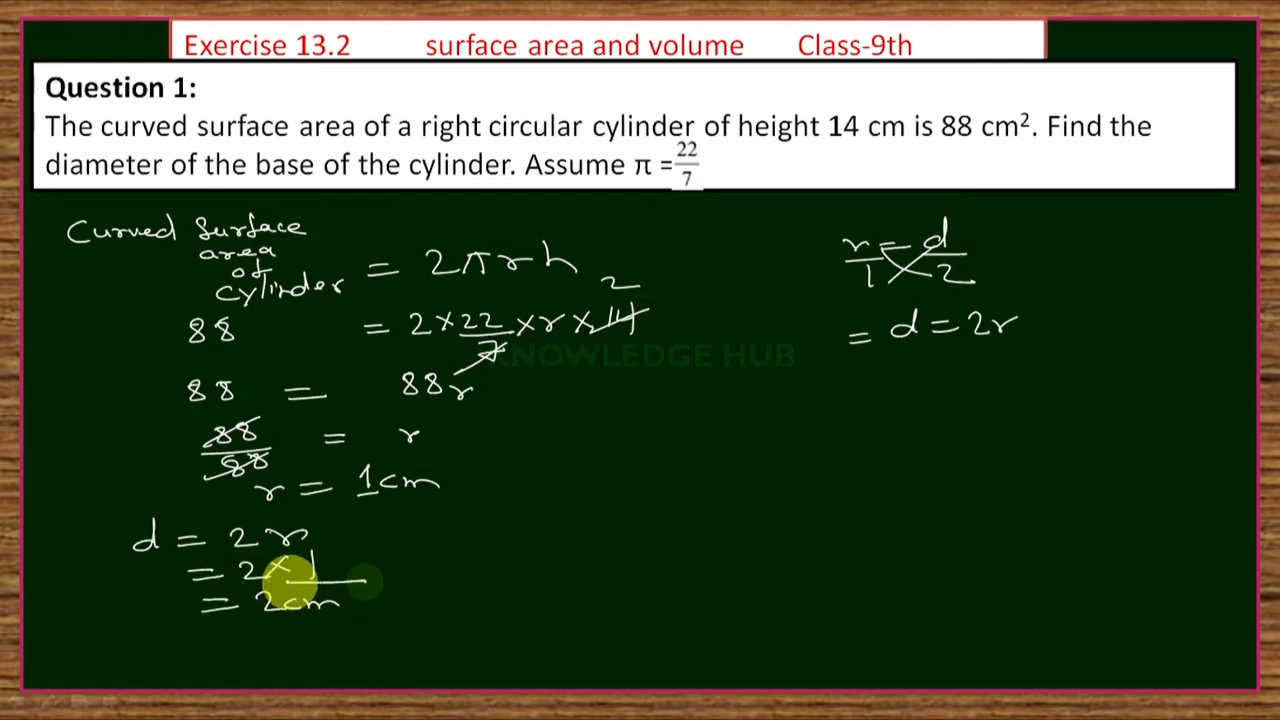 Exercise 13.2 surface area and volume Class-9th
Question 1:
The curved surface area of a right circular cylinder of height 14 cm is 88 cm². Find the
diameter of the base of the cylinder. Assume π = 22/7
Curved Surface
area
of
cylinder = 2πrh
2
88 = 2 × 22/7 × r × 14
KNOWLEDGE HUB
88 = 88r
88/88 = r
r = 1cm
d = 2r
= 2×1
= 2cm
r/1 = d/2
= d = 2r